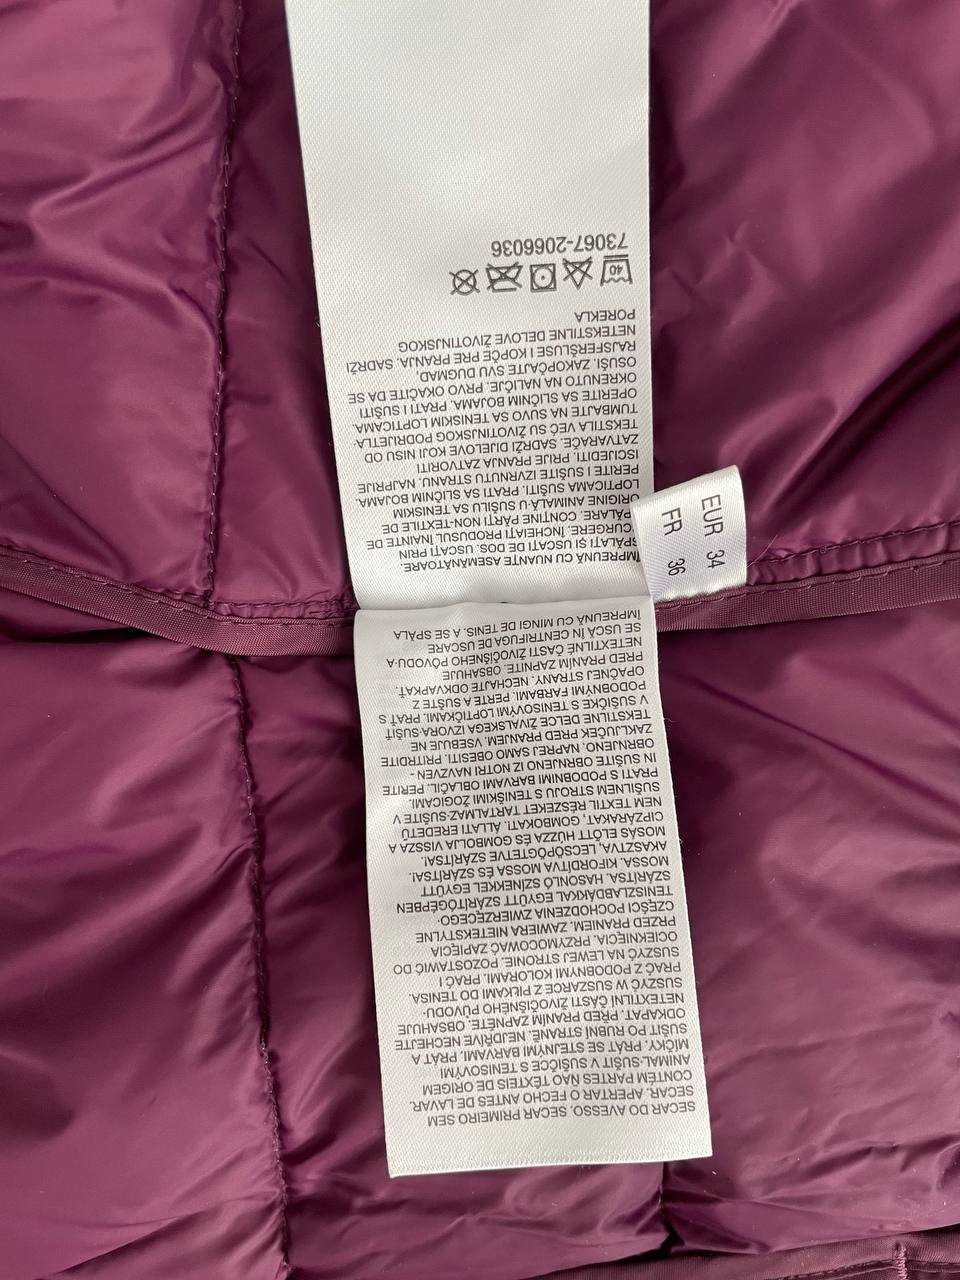 SECAR DO AVESSO. SECAR PRIMEIRO SEM
SECAR. APERTAR O FECHO ANTES DE LAVAR.
CONTÉM PARTES NÃO TÊXTEIS DE ORIGEM
ANIMAL·SUŠIT V SUŠIČCE S TENISOVÝMI
MÍČKY. PRÁT SE STEJNÝMI BARVAMI. PRÁT A
SUŠIT PO RUBNÍ STRANĚ. NEJDŘÍVE NECHEJTE
ODKAPAT. PŘED PRANÍM ZAPNĚTE. OBSAHUJE
NETEXTILNÍ ČÁSTI ŽIVOČIŠNÉHO PŮVODU·
SUSZYĆ W SUSZARCE Z PIŁKAMI DO TENISA.
PRAĆ Z PODOBNYMI KOLORAMI. PRAĆ I
SUSZYĆ NA LEWEJ STRONIE. POZOSTAWIĆ DO
OCIEKNIĘCIA. PRZYMOCOWAĆ ZAPIĘCIA
PRZED PRANIEM. ZAWIERA NIETEKSTYLNE
CZĘŚCI POCHODZENIA ZWIERZĘCEGO·
TENISZLABDÁKKAL EGYÜTT SZÁRÍTÓGÉPBEN
SZÁRÍTSA. HASONLÓ SZÍNEKKEL EGYÜTT
MOSSA. KIFORDÍTVA MOSSA ÉS SZÁRÍTSA!
AKASZTVA, LECSÖPÖGTETVE SZÁRÍTSA!
MOSÁS ELŐTT HÚZZA ÉS GOMBOLJA VISSZA A
CIPZÁRAKAT, GOMBOKAT!. ÁLLATI EREDETŰ
NEM TEXTIL RÉSZEKET TARTALMAZ·SUŠITE V
SUŠILNEM STROJU S TENIŠKIMI ŽOGICAMI.
PRATI S PODOBNIMI BARVAMI. OBLAČIL. PERITE
IN SUŠITE OBRNJENO IZ NOTRI NAVZVEN -
OBRNJENO. NAJPREJ SAMO OBESITI. PRITRDITE
ZAKLJUČEK PRED PRANJEM. VSEBUJE NE
TEKSTILNE DELCE ŽIVALSKEGA IZVORA·SUŠIŤ
V SUŠIČKE S TENISOVÝMI LOPTIČKAMI. PRAŤ S
PODOBNÝMI FARBAMI. PERTE A SUŠTE Z
OPAČNEJ STRANY. NECHAJTE ODKVAPKAŤ.
PRED PRANÍM ZAPNITE. OBSAHUJE
NETEXTILNÉ ČASTI ŽIVOČÍŠNEHO PÔVODU·A
SE USCA ÎN CENTRIFUGA DE USCARE
ÎMPREUNĂ CU MINGI DE TENIS. A SE SPĂLA
ÎMPREUNĂ CU NUANTE ASEMĂNĂTOARE.
SPĂLATI ȘI USCATI DE DOS. USCATI PRIN
SCURGERE. ÎNCHEIATI PRODUSUL ÎNAINTE DE
SPĂLARE. CONȚINE PĂRȚI NON-TEXTILE DE
ORIGINE ANIMALĂ·U SUŠILU SA TENISKIM
LOPTICAMA SUŠITI. PRATI SA SLIČNIM BOJAMA.
PERITE I SUŠITE IZVRNUTU STRANU. NAJPRIJE
ISCIJEDITI. PRIJE PRANJA ZATVORITI
ZATVARAČE. SADRŽI DIJELOVE KOJI NISU OD
TEKSTILA VEĆ SU ŽIVOTINJSKOG PODRIJETLA·
TUMBAJTE NA SUVO SA TENISKIM LOPTICAMA.
OPERITE SA SLIČNIM BOJAMA. PRATI I SUŠITI
OKRENUTO NA NALIČJE. PRVO OKAČITE DA SE
OSUŠI. ZAKOPČAJTE SVU DUGMAD,
RAJSFERŠLUSE I KOPČE PRE PRANJA. SADRŽI
NETEKSTILNE DELOVE ŽIVOTINJSKOG
POREKLA
40
73067-2066036
EUR 34
FR 36